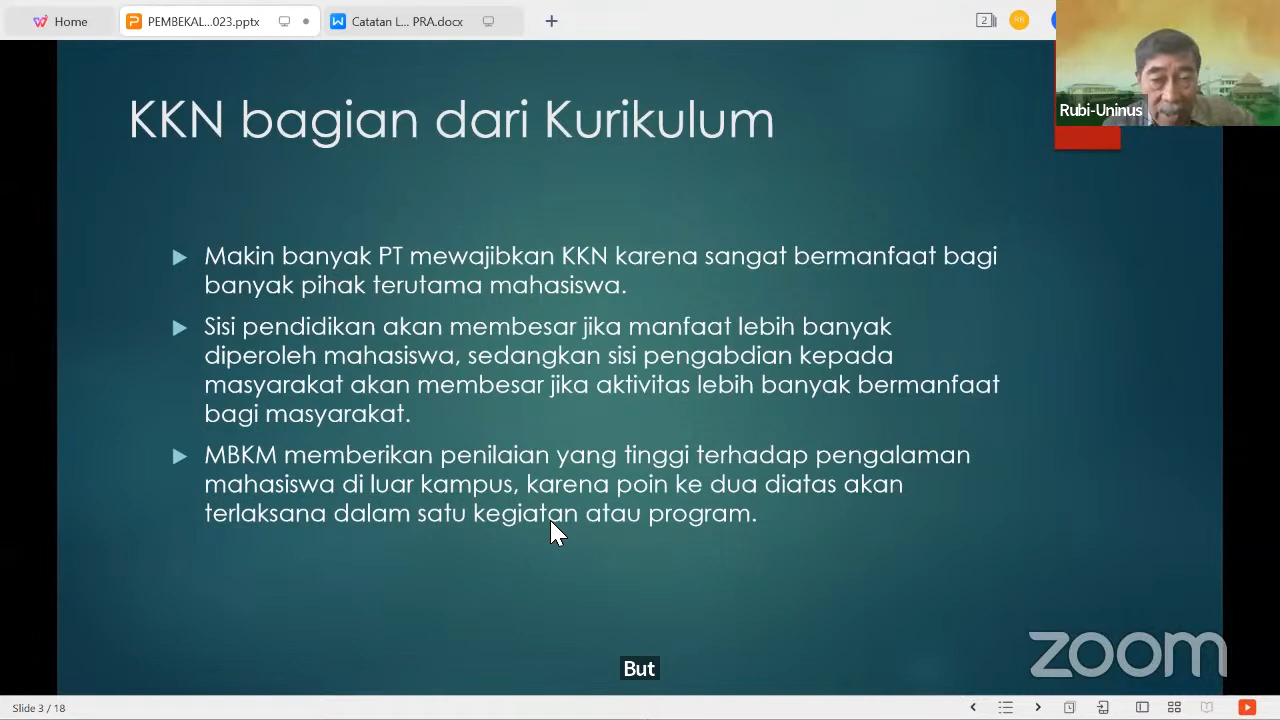 Home
PEMBEKAL...023.pptx
Catatan L... PRA.docx
2
RB
Rubi-Uninus
KKN bagian dari Kurikulum
Makin banyak PT mewajibkan KKN karena sangat bermanfaat bagi
banyak pihak terutama mahasiswa.
Sisi pendidikan akan membesar jika manfaat lebih banyak
diperoleh mahasiswa, sedangkan sisi pengabdian kepada
masyarakat akan membesar jika aktivitas lebih banyak bermanfaat
bagi masyarakat.
MBKM memberikan penilaian yang tinggi terhadap pengalaman
mahasiswa di luar kampus, karena poin ke dua diatas akan
terlaksana dalam satu kegiatan atau program.
zoom
But
Slide 3 / 18